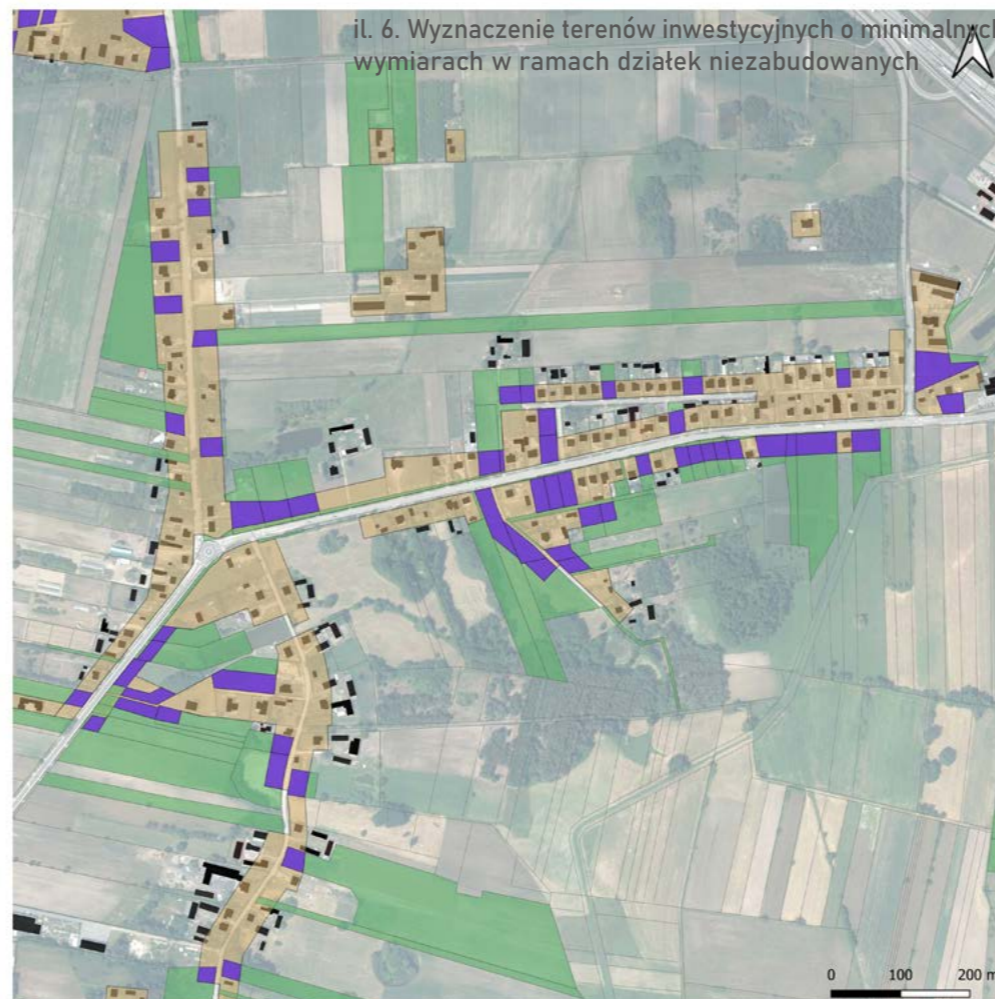 il. 6. Wyznaczenie terenów inwestycyjnych o minimalnych
wymiarach w ramach działek niezabudowanych
0 100 200 m